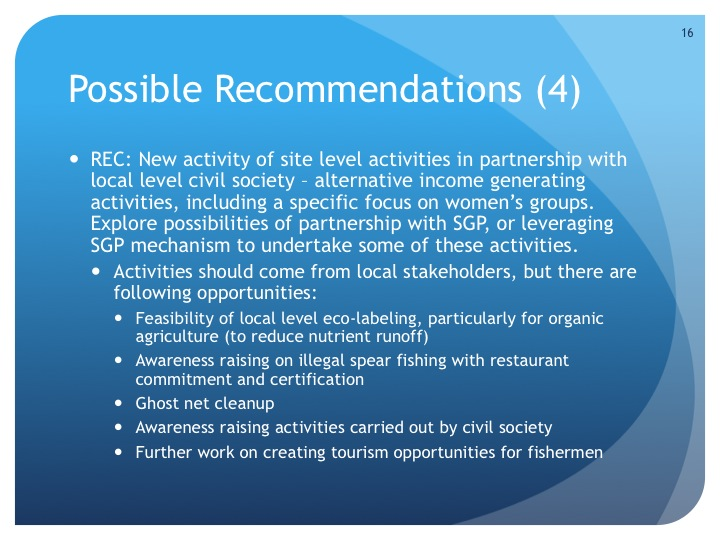 16
Possible Recommendations (4)
• REC: New activity of site level activities in partnership with
local level civil society – alternative income generating
activities, including a specific focus on women's groups.
Explore possibilities of partnership with SGP, or leveraging
SGP mechanism to undertake some of these activities.
• Activities should come from local stakeholders, but there are
following opportunities:
• Feasibility of local level eco-labeling, particularly for organic
agriculture (to reduce nutrient runoff)
• Awareness raising on illegal spear fishing with restaurant
commitment and certification
• Ghost net cleanup
• Awareness raising activities carried out by civil society
• Further work on creating tourism opportunities for fishermen